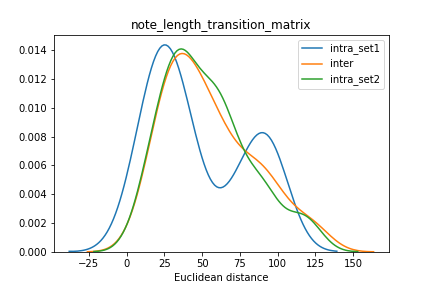 note_length_transition_matrix
intra_set1
inter
intra_set2
0.014
0.012
0.010
0.008
0.006
0.004
0.002
0.000
−25 0 25 50 75 100 125 150
Euclidean distance